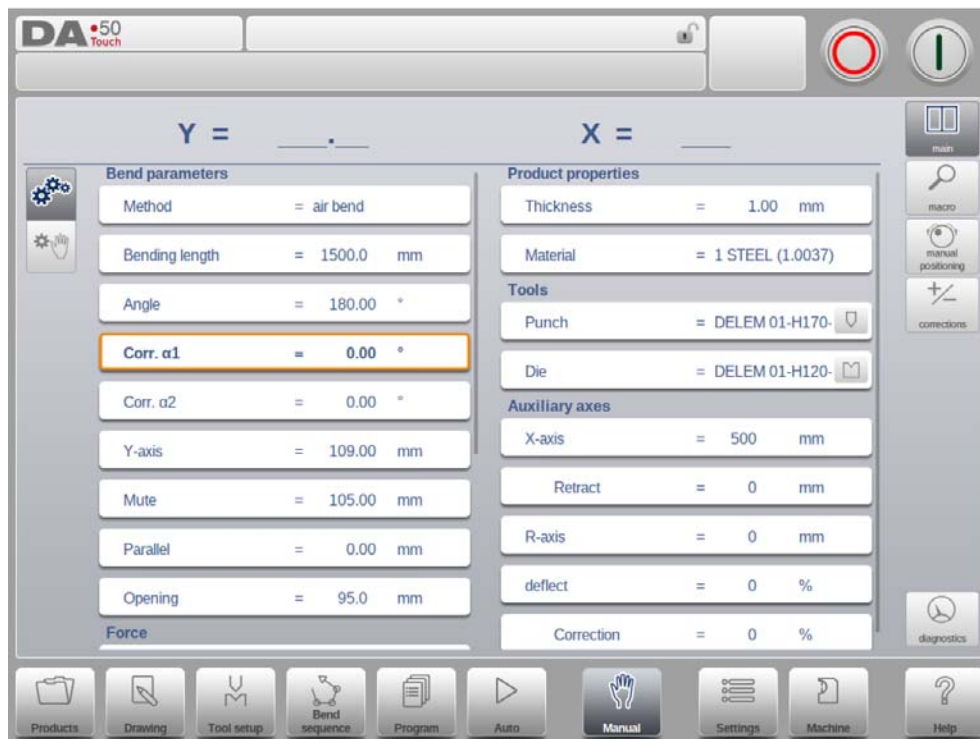 DA 50
Touch
Y = ___.__
X = ___
Bend parameters
Method = air bend
Bending length = 1500.0 mm
Angle = 180.00 °
Corr. α1 = 0.00 °
Corr. α2 = 0.00 °
Y-axis = 109.00 mm
Mute = 105.00 mm
Parallel = 0.00 mm
Opening = 95.0 mm
Force
Product properties
Thickness = 1.00 mm
Material = 1 STEEL (1.0037)
Tools
Punch = DELEM 01-H170-
Die = DELEM 01-H120-
Auxiliary axes
X-axis = 500 mm
Retract = 0 mm
R-axis = 0 mm
deflect = 0 %
Correction = 0 %
main
macro
manual
positioning
corrections
diagnostics
Products
Drawing
Tool setup
Bend
sequence
Program
Auto
Manual
Settings
Machine
Help